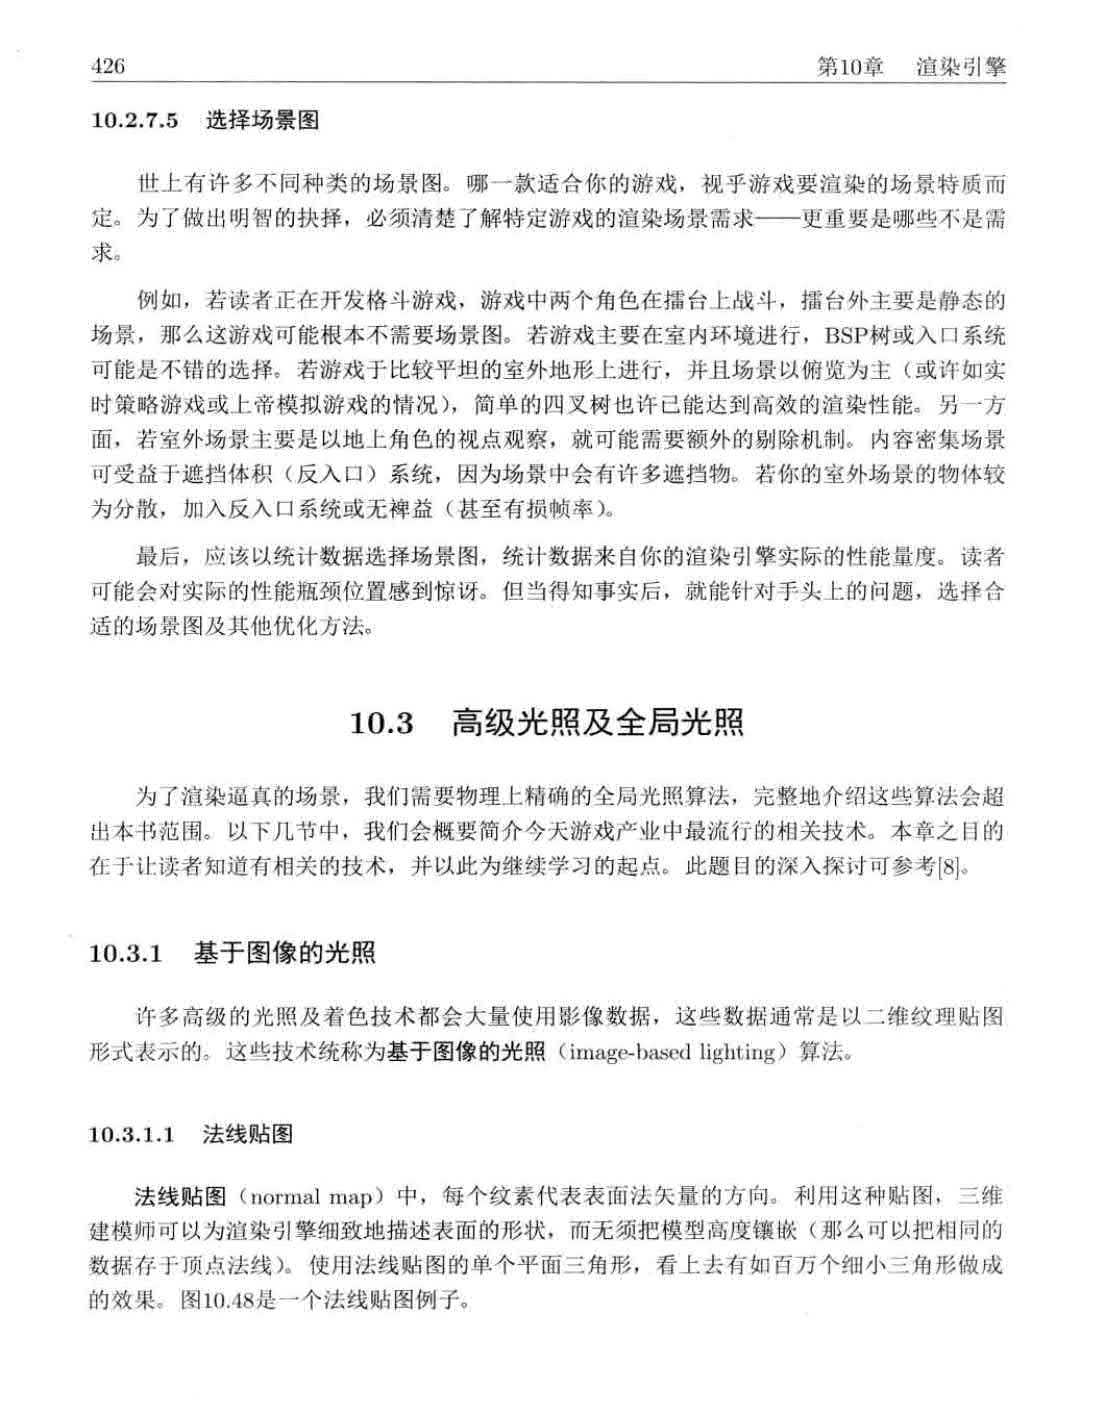 426 第10章 渲染引擎
10.2.7.5 选择场景图
世上有许多不同种类的场景图。哪一款适合你的游戏，视乎游戏要渲染的场景特质而
定。为了做出明智的抉择，必须清楚了解特定游戏的渲染场景需求——更重要是哪些不是需
求。
例如，若读者正在开发格斗游戏，游戏中两个角色在擂台上战斗，擂台外主要是静态的
场景，那么这游戏可能根本不需要场景图。若游戏主要在室内环境进行，BSP树或入口系统
可能是不错的选择。若游戏于比较平坦的室外地形上进行，并且场景以俯览为主（或许如实
时策略游戏或上帝模拟游戏的情况），简单的四叉树也许已能达到高效的渲染性能。另一方
面，若室外场景主要是以地上角色的视点观察，就可能需要额外的剔除机制。内容密集场景
可受益于遮挡体积（反入口）系统，因为场景中会有许多遮挡物。若你的室外场景的物体较
为分散，加入反入口系统或无裨益（甚至有损帧率）。
最后，应该以统计数据选择场景图，统计数据来自你的渲染引擎实际的性能量度。读者
可能会对实际的性能瓶颈位置感到惊讶。但当得知事实后，就能针对手头上的问题，选择合
适的场景图及其他优化方法。
10.3 高级光照及全局光照
为了渲染逼真的场景，我们需要物理上精确的全局光照算法，完整地介绍这些算法会超
出本书范围。以下几节中，我们会概要简介今天游戏产业中最流行的相关技术。本章之目的
在于让读者知道有相关的技术，并以此为继续学习的起点。此题目的深入探讨可参考[8]。
10.3.1 基于图像的光照
许多高级的光照及着色技术都会大量使用影像数据，这些数据通常是以二维纹理贴图
形式表示的。这些技术统称为基于图像的光照（image-based lighting）算法。
10.3.1.1 法线贴图
法线贴图（normal map）中，每个纹素代表表面法矢量的方向。利用这种贴图，三维
建模师可以为渲染引擎细致地描述表面的形状，而无须把模型高度镶嵌（那么可以把相同的
数据存于顶点法线）。使用法线贴图的单个平面三角形，看上去有如百万个细小三角形做成
的效果。图10.48是一个法线贴图例子。